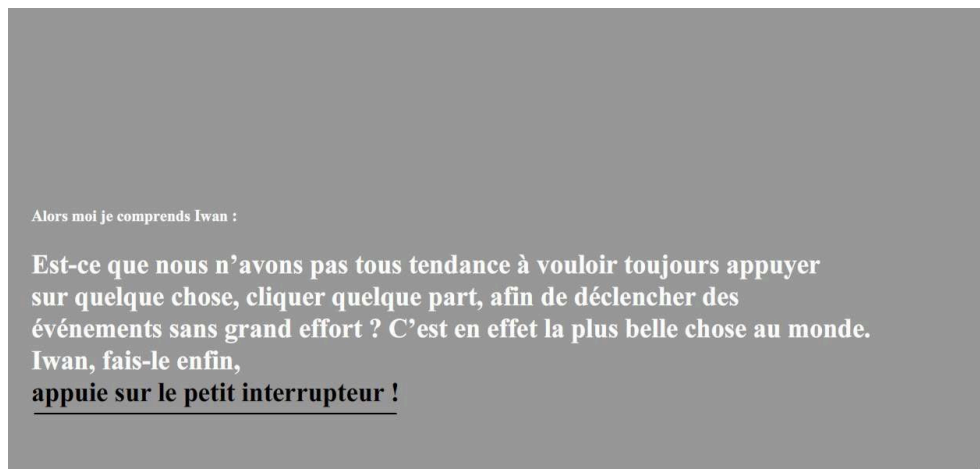 Alors moi je comprends Iwan :
Est-ce que nous n’avons pas tous tendance à vouloir toujours appuyer
sur quelque chose, cliquer quelque part, afin de déclencher des
événements sans grand effort ? C’est en effet la plus belle chose au monde.
Iwan, fais-le enfin,
appuie sur le petit interrupteur !